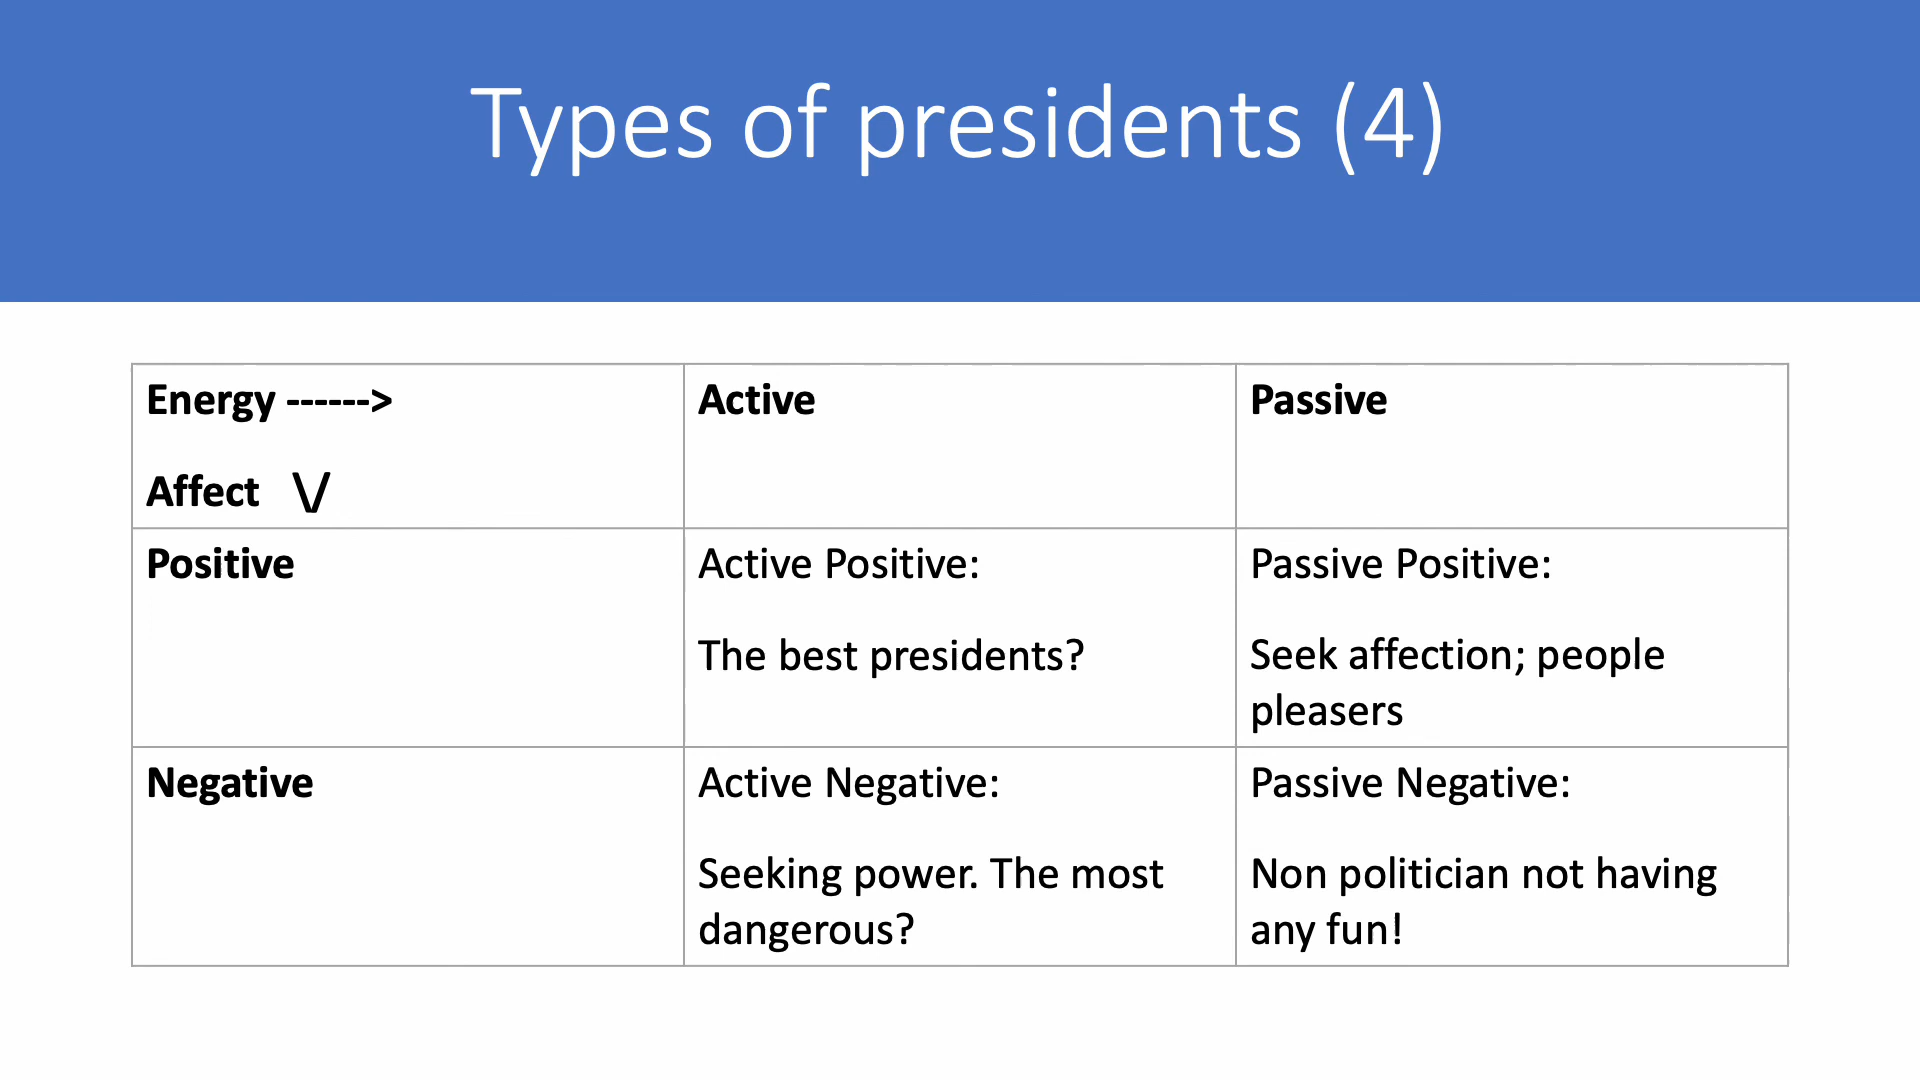 Types of presidents (4)
Energy ------>
Affect \/
Active
Passive
Positive
Active Positive:
The best presidents?
Passive Positive:
Seek affection; people
pleasers
Negative
Active Negative:
Seeking power. The most
dangerous?
Passive Negative:
Non politician not having
any fun!